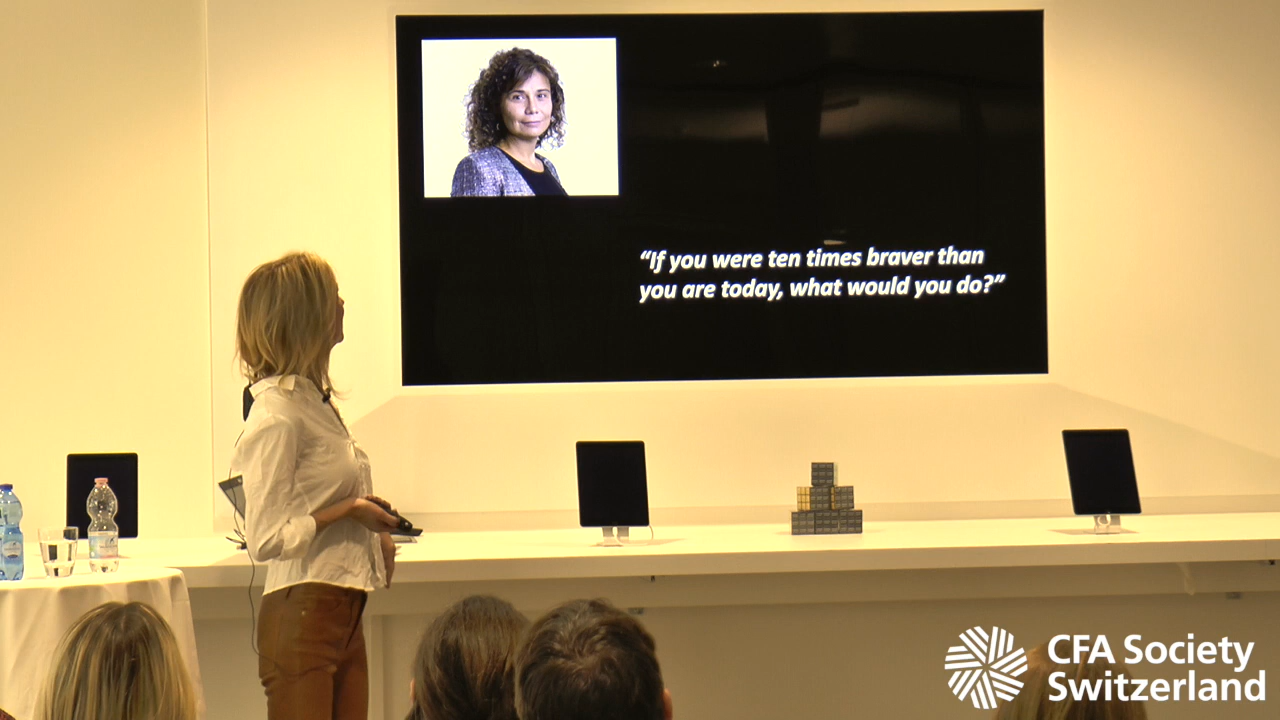 “If you were ten times braver than
you are today, what would you do?”
CFA Society
Switzerland